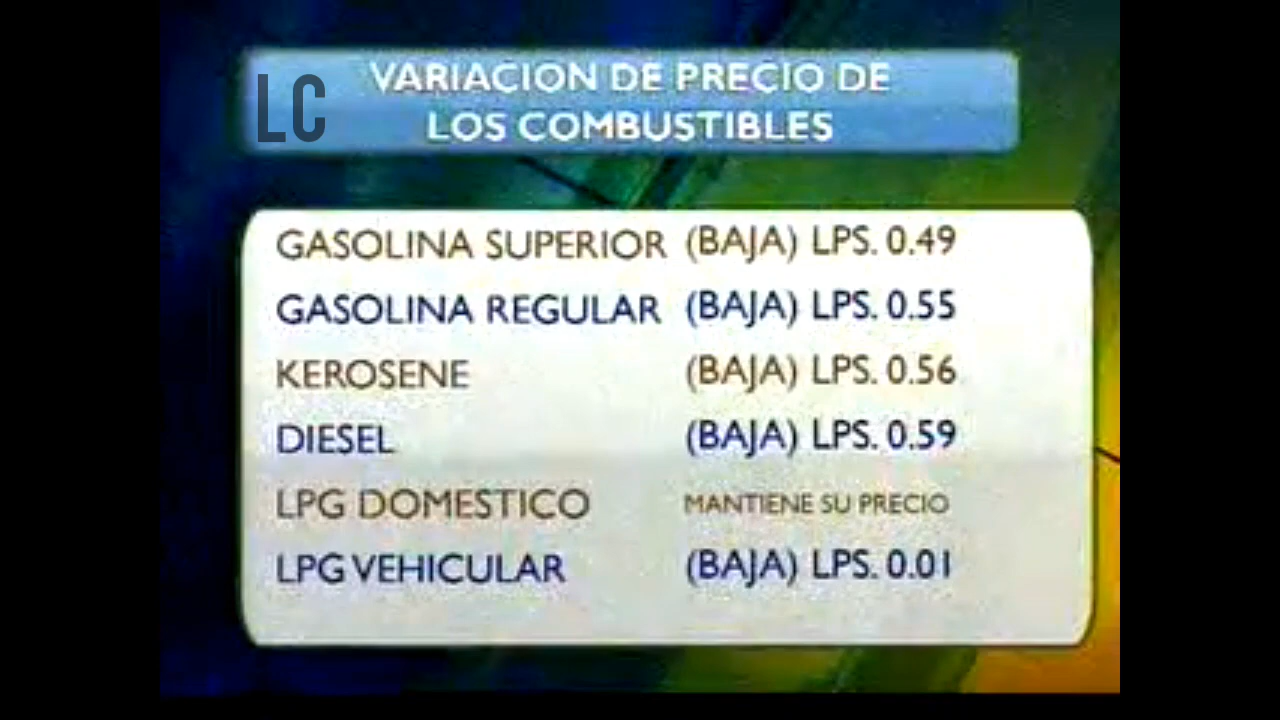 LC
VARIACION DE PRECIO DE
LOS COMBUSTIBLES
GASOLINA SUPERIOR (BAJA) LPS. 0.49
GASOLINA REGULAR (BAJA) LPS. 0.55
KEROSENE (BAJA) LPS. 0.56
DIESEL (BAJA) LPS. 0.59
LPG DOMESTICO MANTIENE SU PRECIO
LPG VEHICULAR (BAJA) LPS. 0.01